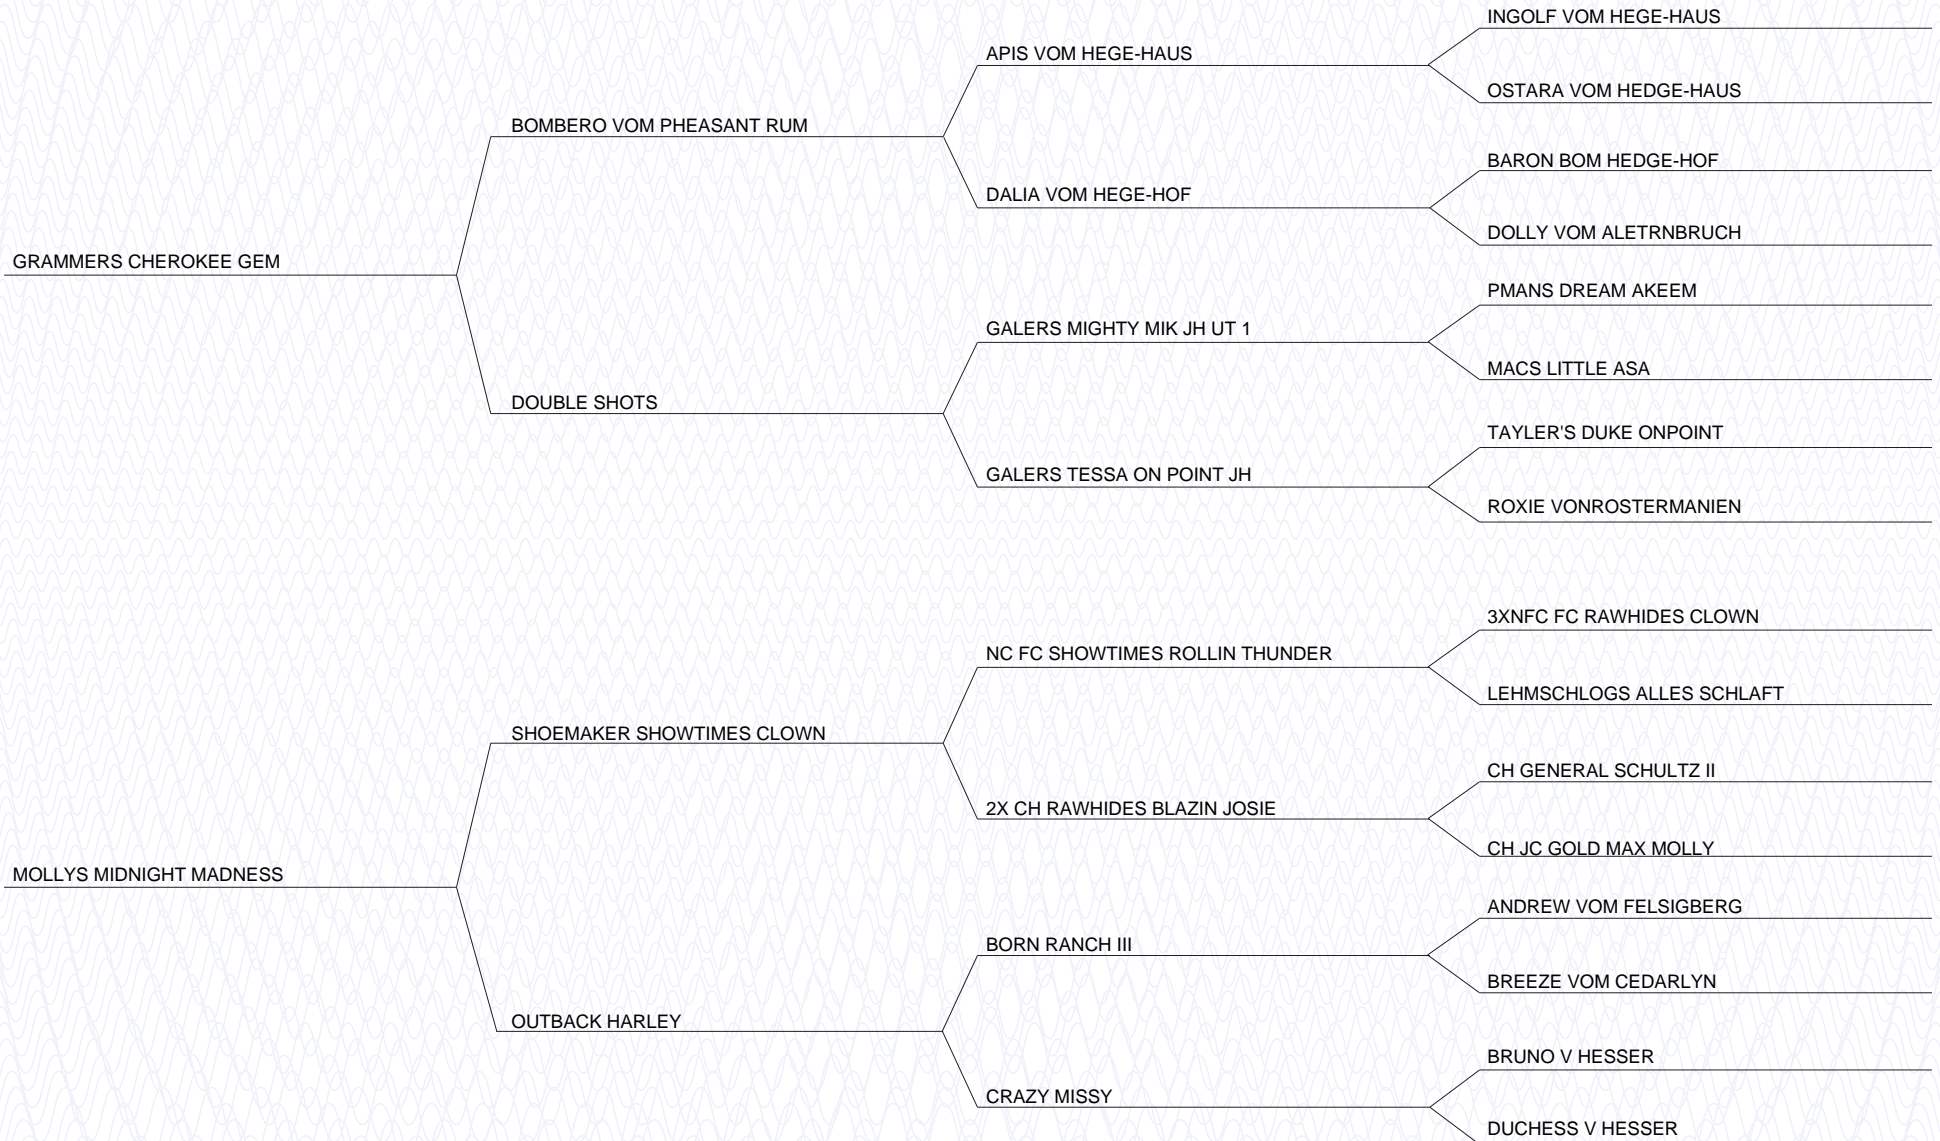 INGOLF VOM HEGE-HAUS
APIS VOM HEGE-HAUS
OSTARA VOM HEDGE-HAUS
BOMBERO VOM PHEASANT RUM
BARON BOM HEDGE-HOF
DALIA VOM HEGE-HOF
DOLLY VOM ALETRNBRUCH
GRAMMERS CHEROKEE GEM
PMANS DREAM AKEEM
GALERS MIGHTY MIK JH UT 1
MACS LITTLE ASA
DOUBLE SHOTS
TAYLER'S DUKE ONPOINT
GALERS TESSA ON POINT JH
ROXIE VONROSTERMANIEN
3XNFC FC RAWHIDES CLOWN
NC FC SHOWTIMES ROLLIN THUNDER
LEHMSCHLOGS ALLES SCHLAFT
SHOEMAKER SHOWTIMES CLOWN
CH GENERAL SCHULTZ II
2X CH RAWHIDES BLAZIN JOSIE
CH JC GOLD MAX MOLLY
MOLLYS MIDNIGHT MADNESS
ANDREW VOM FELSIGBERG
BORN RANCH III
BREEZE VOM CEDARLYN
OUTBACK HARLEY
BRUNO V HESSER
CRAZY MISSY
DUCHESS V HESSER